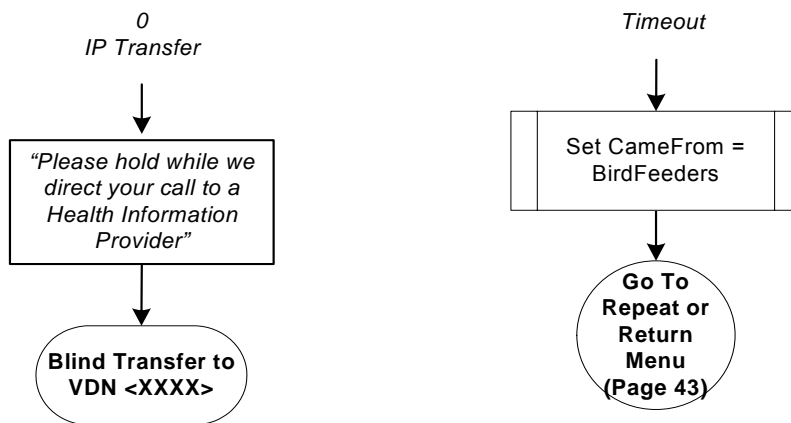 0
IP Transfer
“Please hold while we
direct your call to a
Health Information
Provider”
Blind Transfer to
VDN <XXXX>
Timeout
Set CameFrom =
BirdFeeders
Go To
Repeat or
Return
Menu
(Page 43)